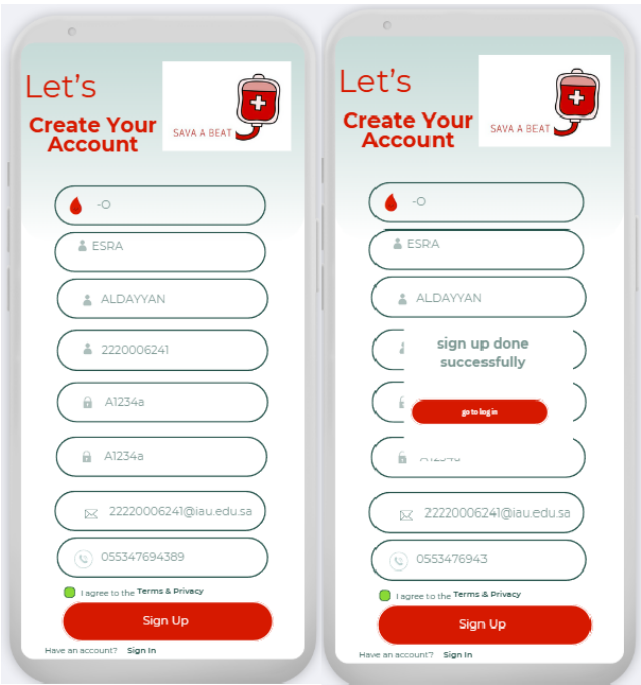 Let's
Create Your
Account
SAVA A BEAT
-O
ESRA
ALDAYYAN
2220006241
A1234a
A1234a
22220006241@iau.edu.sa
055347694389
I agree to the Terms & Privacy
Sign Up
Have an account? Sign In
Let's
Create Your
Account
SAVA A BEAT
-O
ESRA
ALDAYYAN
sign up done
successfully
go to log in
22220006241@iau.edu.sa
0553476943
I agree to the Terms & Privacy
Sign Up
Have an account? Sign In